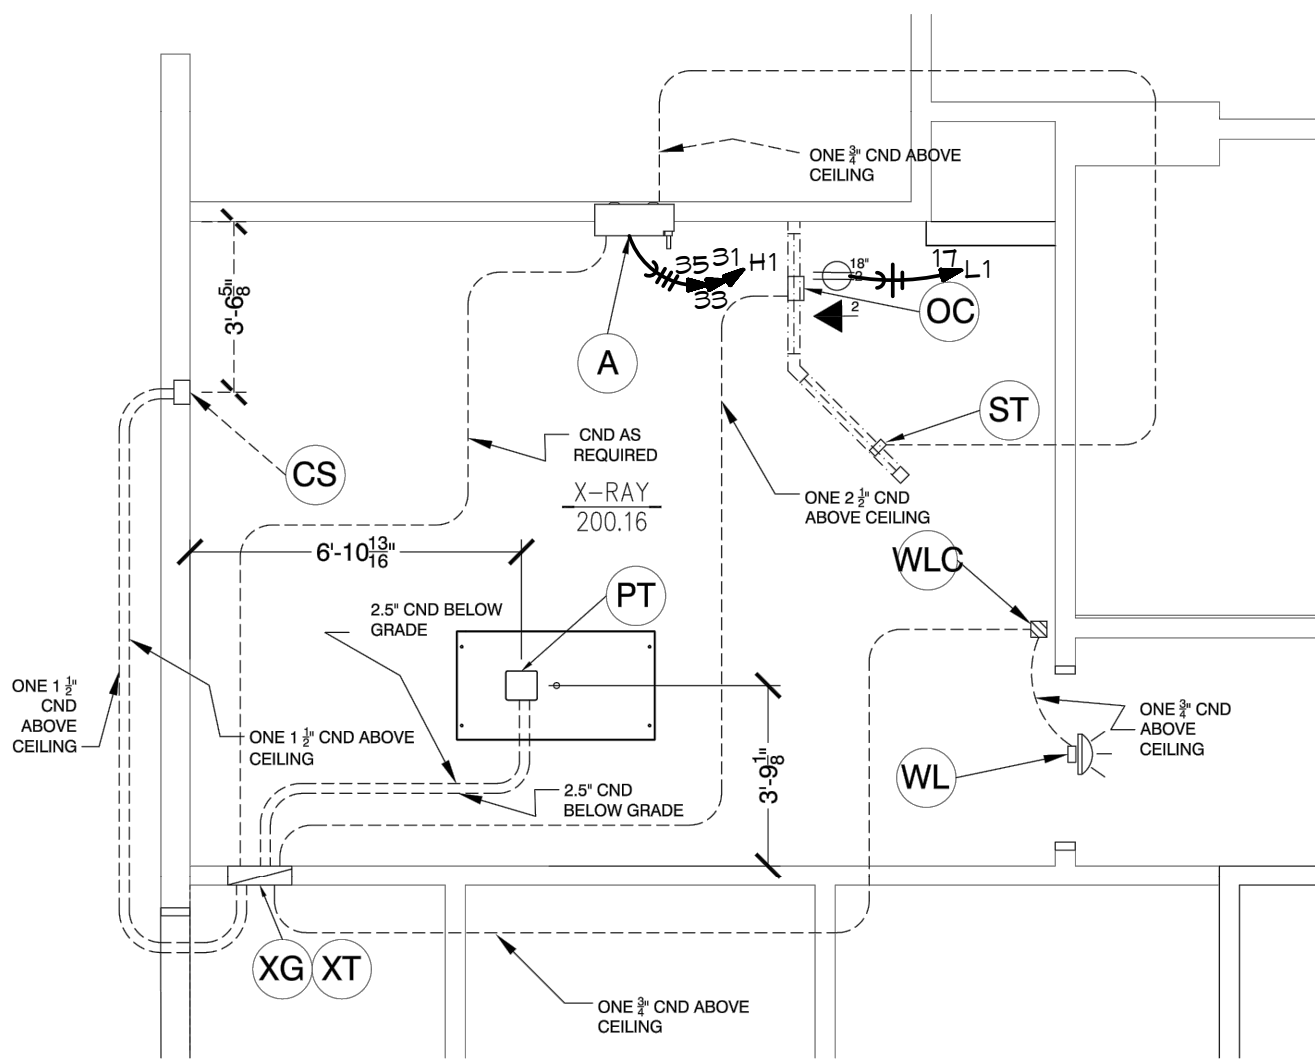 ONE 3/4" CND ABOVE
CEILING
35 31 H1
33
18"
2
17
L1
2
OC
3'-6 5/8"
A
ST
CS
CND AS
REQUIRED
X-RAY
200.16
ONE 2 1/2" CND
ABOVE CEILING
6'-10 13/16"
WLC
PT
2.5" CND BELOW
GRADE
ONE 1 1/2"
CND
ABOVE
CEILING
ONE 1 1/2" CND ABOVE
CEILING
ONE 3/4" CND
ABOVE
CEILING
3'-9 1/8"
WL
2.5" CND
BELOW GRADE
XG XT
ONE 3/4" CND ABOVE
CEILING